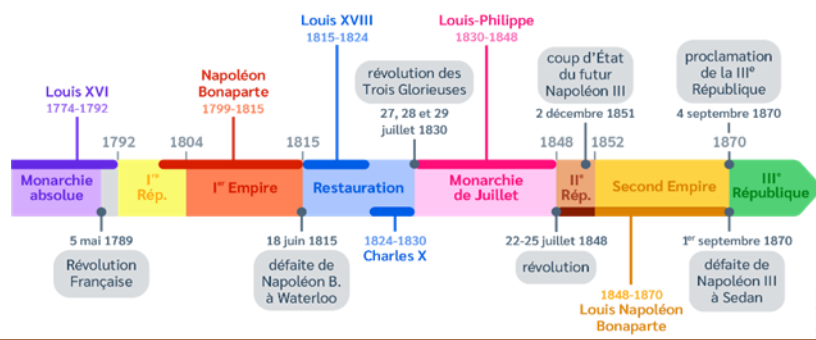 Louis XVIII
1815-1824
Louis-Philippe
1830-1848
Louis XVI
1774-1792
Napoléon
Bonaparte
1799-1815
révolution des
Trois Glorieuses
27, 28 et 29
juillet 1830
coup d'État
du futur
Napoléon III
2 décembre 1851
proclamation
de la IIIe
République
4 septembre 1870
1792
1804
1815
1848
1852
1870
Monarchie
absolue
Ire
Rép.
Ier Empire
Restauration
Monarchie
de Juillet
IIe
Rép.
Second Empire
IIIe
République
5 mai 1789
Révolution
Française
18 juin 1815
défaite de
Napoléon B.
à Waterloo
1824-1830
Charles X
22-25 juillet 1848
révolution
1848-1870
Louis Napoléon
Bonaparte
1er septembre 1870
défaite de
Napoléon III
à Sedan